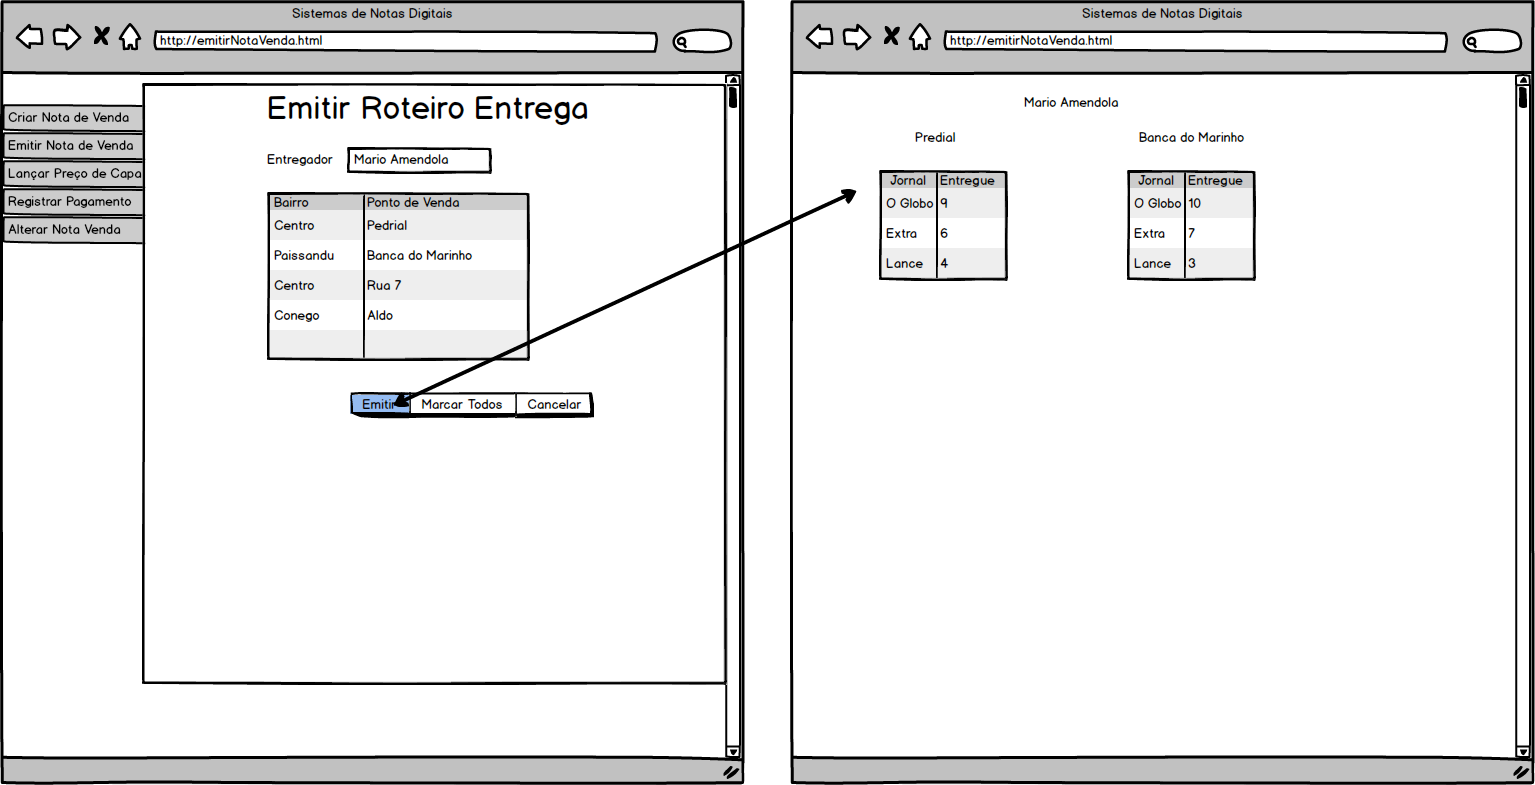 Sistemas de Notas Digitais
http://emitirNotaVenda.html
Criar Nota de Venda
Emitir Nota de Venda
Lançar Preço de Capa
Registrar Pagamento
Alterar Nota Venda
Emitir Roteiro Entrega
Entregador Mario Amendola
Bairro Ponto de Venda
Centro Pedrial
Paissandu Banca do Marinho
Centro Rua 7
Conego Aldo
Emitir Marcar Todos Cancelar
Sistemas de Notas Digitais
http://emitirNotaVenda.html
Mario Amendola
Predial
Jornal Entregue
O Globo 9
Extra 6
Lance 4
Banca do Marinho
Jornal Entregue
O Globo 10
Extra 7
Lance 3